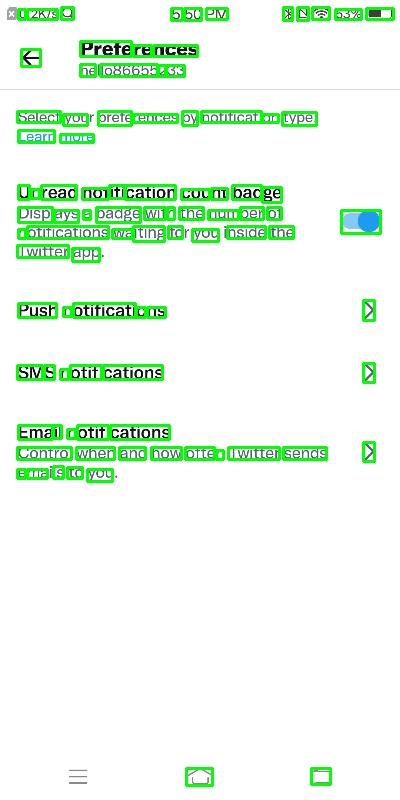 5:50 PM 53%
Preferences
Select your preferences by notification type.
Learn more
Unread notification count badge
Displays a badge with the number of
notifications waiting for you inside the
Twitter app.
Push notifications
SMS notifications
Email notifications
Control when and how often Twitter sends
emails to you.